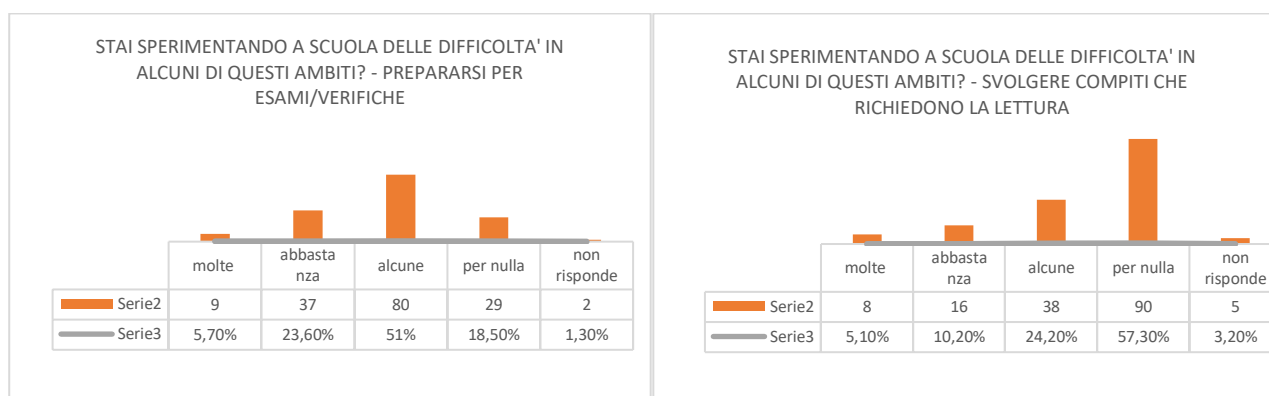 STAI SPERIMENTANDO A SCUOLA DELLE DIFFICOLTA' IN
ALCUNI DI QUESTI AMBITI? - PREPARARSI PER
ESAMI/VERIFICHE
molte abbasta nza alcune per nulla non risponde
Serie2 9 37 80 29 2
Serie3 5,70% 23,60% 51% 18,50% 1,30%
STAI SPERIMENTANDO A SCUOLA DELLE DIFFICOLTA' IN
ALCUNI DI QUESTI AMBITI? - SVOLGERE COMPITI CHE
RICHIEDONO LA LETTURA
molte abbasta nza alcune per nulla non risponde
Serie2 8 16 38 90 5
Serie3 5,10% 10,20% 24,20% 57,30% 3,20%